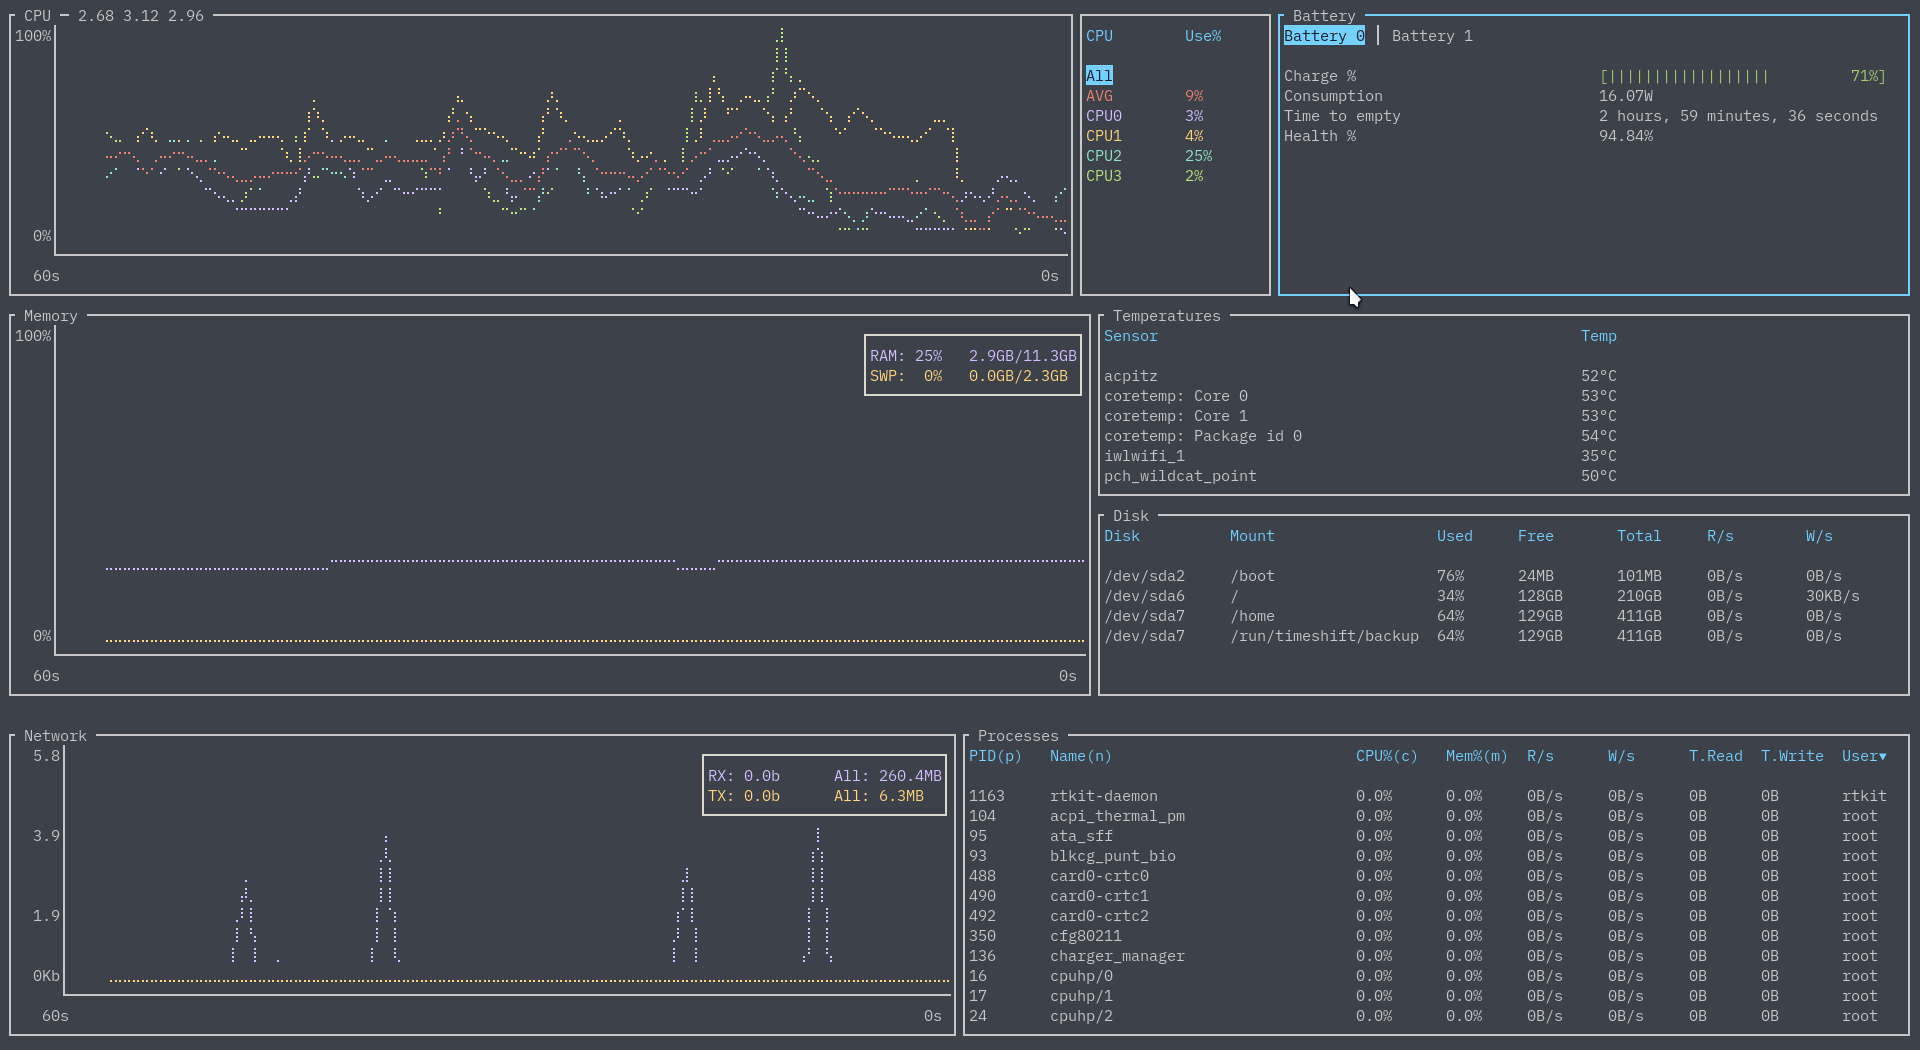 CPU — 2.68 3.12 2.96
100%
0%
60s 0s
CPU Use%
All
AVG 9%
CPU0 3%
CPU1 4%
CPU2 25%
CPU3 2%
Battery
Battery 0 | Battery 1
Charge % [|||||||||||||||||| 71%]
Consumption 16.07W
Time to empty 2 hours, 59 minutes, 36 seconds
Health % 94.84%
Memory
100%
RAM: 25% 2.9GB/11.3GB
SWP: 0% 0.0GB/2.3GB
0%
60s 0s
Temperatures
Sensor Temp
acpitz 52°C
coretemp: Core 0 53°C
coretemp: Core 1 53°C
coretemp: Package id 0 54°C
iwlwifi_1 35°C
pch_wildcat_point 50°C
Disk
Disk Mount Used Free Total R/s W/s
/dev/sda2 /boot 76% 24MB 101MB 0B/s 0B/s
/dev/sda6 / 34% 128GB 210GB 0B/s 30KB/s
/dev/sda7 /home 64% 129GB 411GB 0B/s 0B/s
/dev/sda7 /run/timeshift/backup 64% 129GB 411GB 0B/s 0B/s
Network
5.8
RX: 0.0b All: 260.4MB
TX: 0.0b All: 6.3MB
3.9
1.9
0Kb
60s 0s
Processes
PID(p) Name(n) CPU%(c) Mem%(m) R/s W/s T.Read T.Write User▼
1163 rtkit-daemon 0.0% 0.0% 0B/s 0B/s 0B 0B rtkit
104 acpi_thermal_pm 0.0% 0.0% 0B/s 0B/s 0B 0B root
95 ata_sff 0.0% 0.0% 0B/s 0B/s 0B 0B root
93 blkcg_punt_bio 0.0% 0.0% 0B/s 0B/s 0B 0B root
488 card0-crtc0 0.0% 0.0% 0B/s 0B/s 0B 0B root
490 card0-crtc1 0.0% 0.0% 0B/s 0B/s 0B 0B root
492 card0-crtc2 0.0% 0.0% 0B/s 0B/s 0B 0B root
350 cfg80211 0.0% 0.0% 0B/s 0B/s 0B 0B root
136 charger_manager 0.0% 0.0% 0B/s 0B/s 0B 0B root
16 cpuhp/0 0.0% 0.0% 0B/s 0B/s 0B 0B root
17 cpuhp/1 0.0% 0.0% 0B/s 0B/s 0B 0B root
24 cpuhp/2 0.0% 0.0% 0B/s 0B/s 0B 0B root